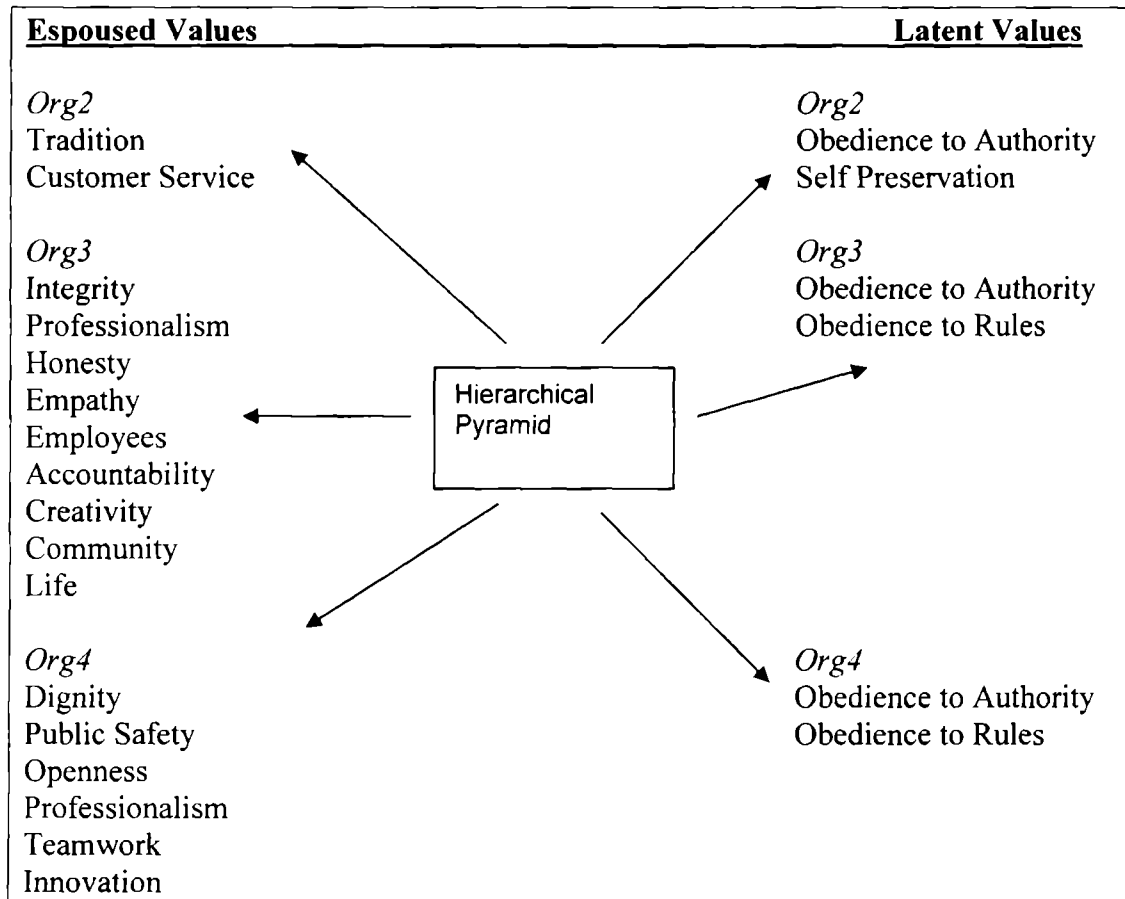 Espoused Values
Latent Values
Org2
Tradition
Customer Service
Org3
Integrity
Professionalism
Honesty
Empathy
Employees
Accountability
Creativity
Community
Life
Org4
Dignity
Public Safety
Openness
Professionalism
Teamwork
Innovation
Hierarchical
Pyramid
Org2
Obedience to Authority
Self Preservation
Org3
Obedience to Authority
Obedience to Rules
Org4
Obedience to Authority
Obedience to Rules